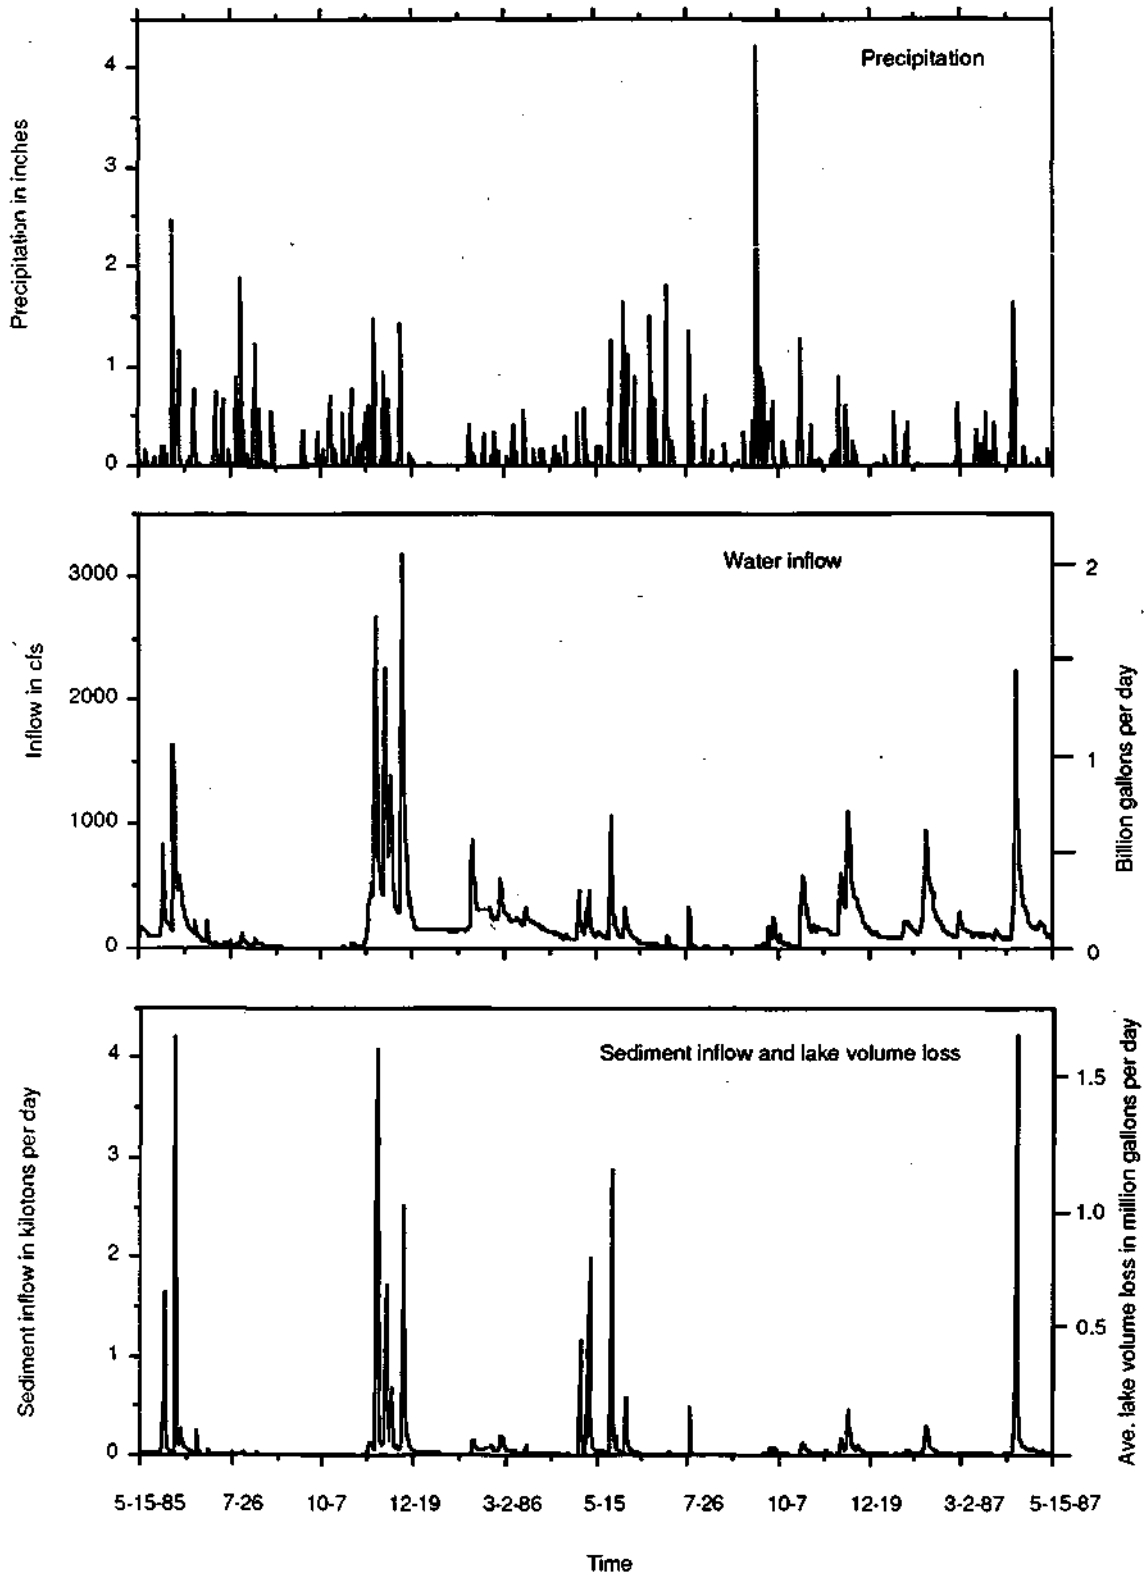 Precipitation
Precipitation in inches
4
3
2
1
0
Water inflow
Inflow in cfs
3000
2000
1000
0
Billion gallons per day
2
1
0
Sediment inflow and lake volume loss
Sediment inflow in kilotons per day
4
3
2
1
0
Ave. lake volume loss in million gallons per day
1.5
1.0
0.5
5-15-85 7-26 10-7 12-19 3-2-86 5-15 7-26 10-7 12-19 3-2-87 5-15-87
Time